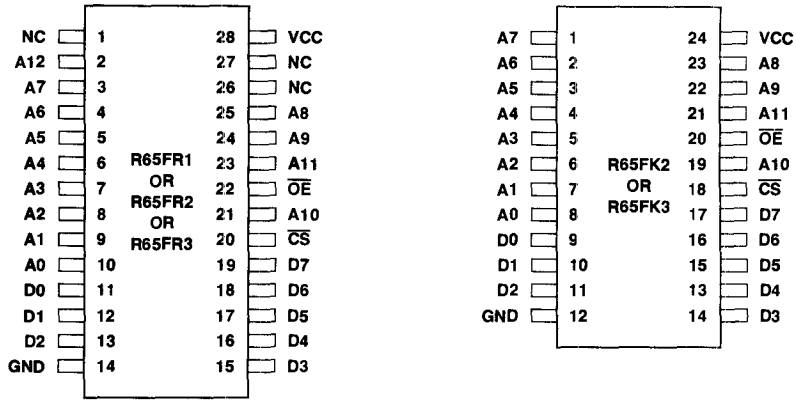 NC 1 28 VCC
A12 2 27 NC
A7 3 26 NC
A6 4 25 A8
A5 5 24 A9
A4 6 23 A11
A3 7 22 O̅E̅
A2 8 21 A10
A1 9 20 C̅S̅
A0 10 19 D7
D0 11 18 D6
D1 12 17 D5
D2 13 16 D4
GND 14 15 D3
R65FR1
OR
R65FR2
OR
R65FR3
A7 1 24 VCC
A6 2 23 A8
A5 3 22 A9
A4 4 21 A11
A3 5 20 O̅E̅
A2 6 19 A10
A1 7 18 C̅S̅
A0 8 17 D7
D0 9 16 D6
D1 10 15 D5
D2 11 13 D4
GND 12 14 D3
R65FK2
OR
R65FK3